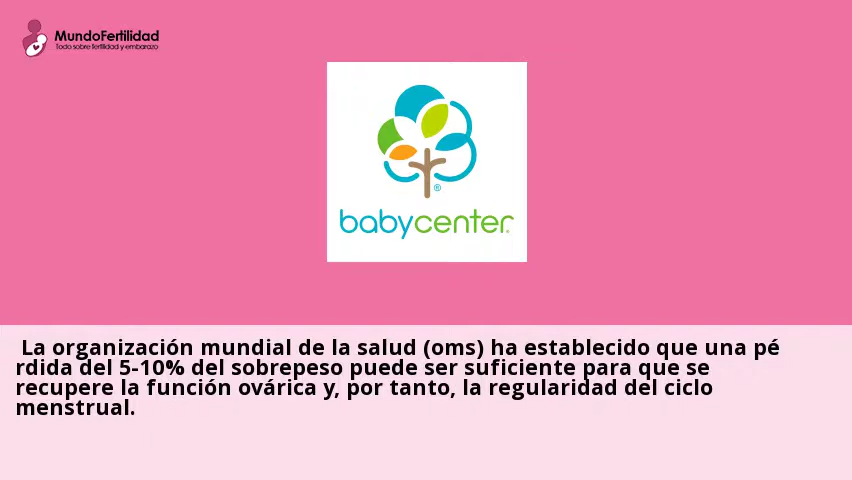 MundoFertilidad
Todo sobre fertilidad y embarazo
babycenter
La organización mundial de la salud (oms) ha establecido que una pé
rdida del 5-10% del sobrepeso puede ser suficiente para que se
recupere la función ovárica y, por tanto, la regularidad del ciclo
menstrual.